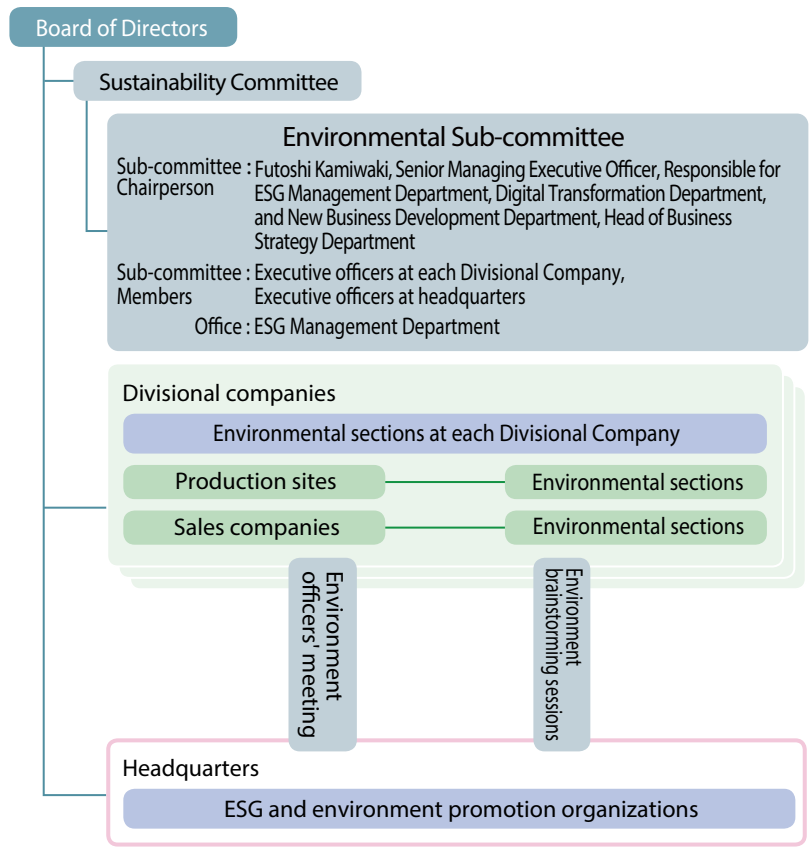 Board of Directors
Sustainability Committee
Environmental Sub-committee
Sub-committee : Futoshi Kamiwaki, Senior Managing Executive Officer, Responsible for
Chairperson ESG Management Department, Digital Transformation Department,
and New Business Development Department, Head of Business
Strategy Department
Sub-committee : Executive officers at each Divisional Company,
Members Executive officers at headquarters
Office : ESG Management Department
Divisional companies
Environmental sections at each Divisional Company
Production sites Environmental sections
Sales companies Environmental sections
Environment
officers' meeting
Environment
brainstorming sessions
Headquarters
ESG and environment promotion organizations